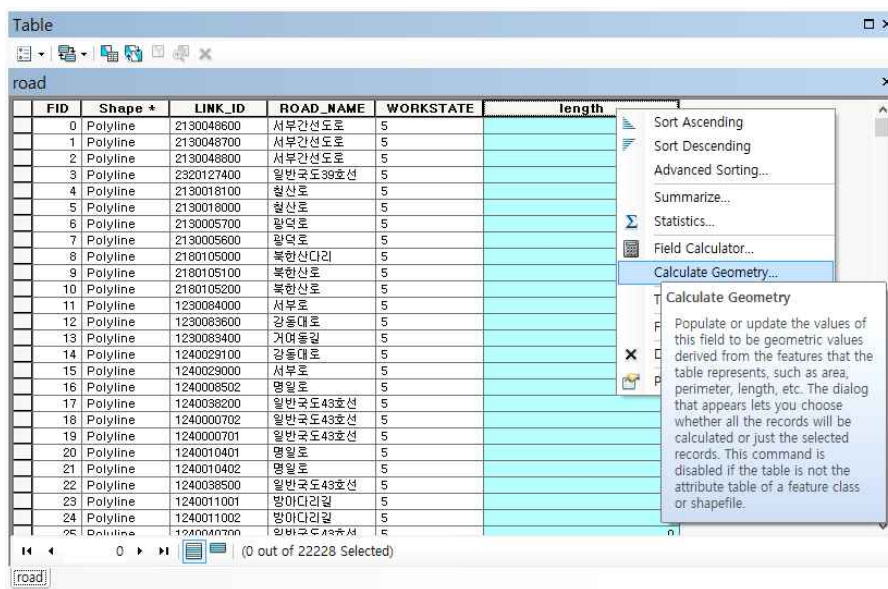 Table
road
FID Shape * LINK_ID ROAD_NAME WORKSTATE length
0 Polyline 2130048600 서부간선도로 5
1 Polyline 2130048700 서부간선도로 5
2 Polyline 2130048800 서부간선도로 5
3 Polyline 2320127400 일반국도39호선 5
4 Polyline 2130018100 철산로 5
5 Polyline 2130018000 철산로 5
6 Polyline 2130005700 광덕로 5
7 Polyline 2130005600 광덕로 5
8 Polyline 2180105000 북한산다리 5
9 Polyline 2180105100 북한산로 5
10 Polyline 2180105200 북한산로 5
11 Polyline 1230084000 서부로 5
12 Polyline 1230083600 강동대로 5
13 Polyline 1230083400 거여동길 5
14 Polyline 1240029100 강동대로 5
15 Polyline 1240029000 서부로 5
16 Polyline 1240008502 명일로 5
17 Polyline 1240038200 일반국도43호선 5
18 Polyline 1240000702 일반국도43호선 5
19 Polyline 1240000701 일반국도43호선 5
20 Polyline 1240010401 명일로 5
21 Polyline 1240010402 명일로 5
22 Polyline 1240038500 일반국도43호선 5
23 Polyline 1240011001 방아다리길 5
24 Polyline 1240011002 방아다리길 5
25 Polyline 1240040700 일반국도43호선 5 0
Sort Ascending
Sort Descending
Advanced Sorting...
Summarize...
Σ Statistics...
Field Calculator...
Calculate Geometry...
T
F
D
P
Calculate Geometry
Populate or update the values of
this field to be geometric values
derived from the features that the
table represents, such as area,
perimeter, length, etc. The dialog
that appears lets you choose
whether all the records will be
calculated or just the selected
records. This command is
disabled if the table is not the
attribute table of a feature class
or shapefile.
0 (0 out of 22228 Selected)
road